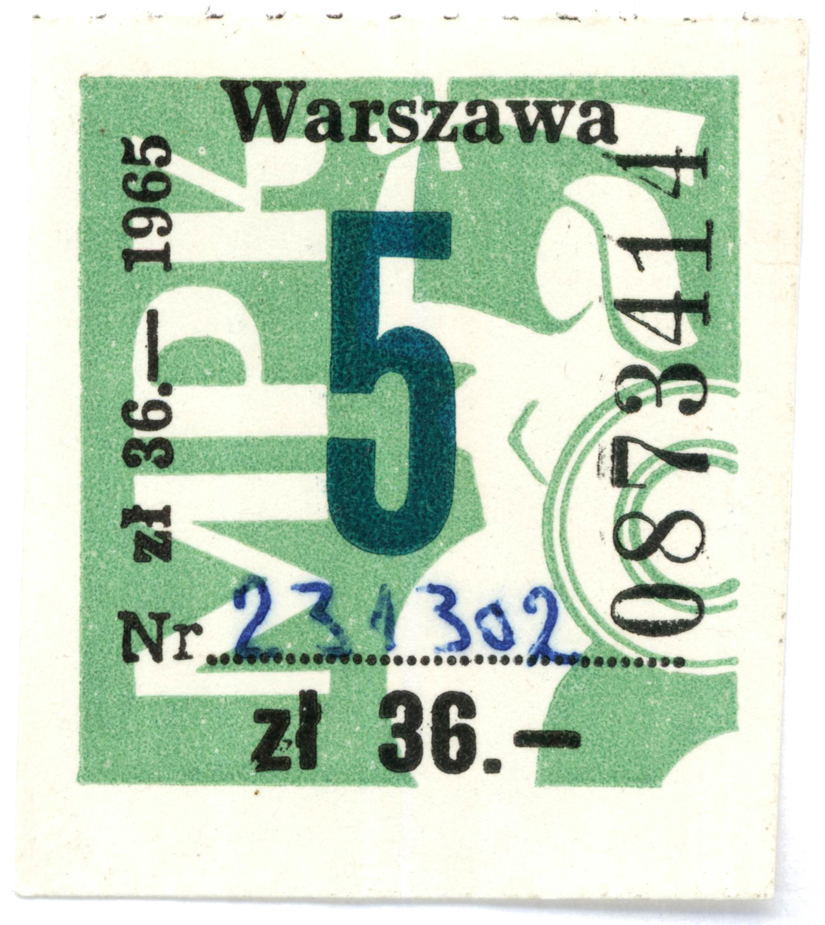 Warszawa
zł 36.— 1965
MPK
5
0873414
Nr 231302
zł 36.—